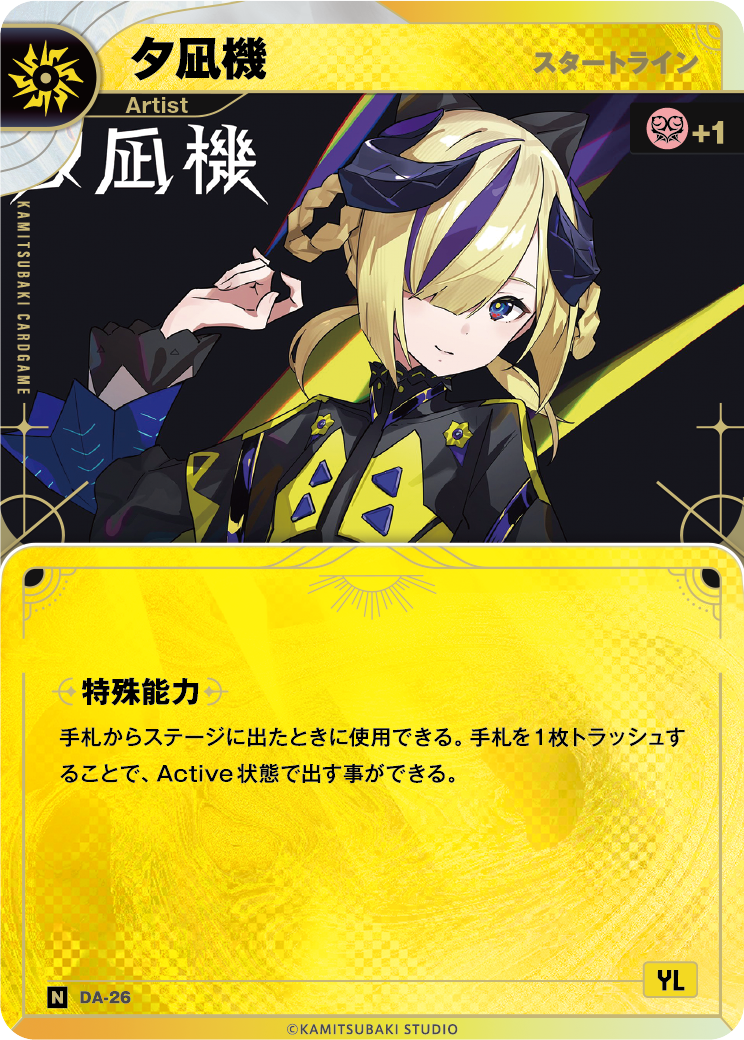 夕凪機
スタートライン
Artist
+1
夕凪機
KAMITSUBAKI CARDGAME
特殊能力
手札からステージに出たときに使用できる。手札を1枚トラッシュす
ることで、Active状態で出す事ができる。
YL
N DA-26
©KAMITSUBAKI STUDIO